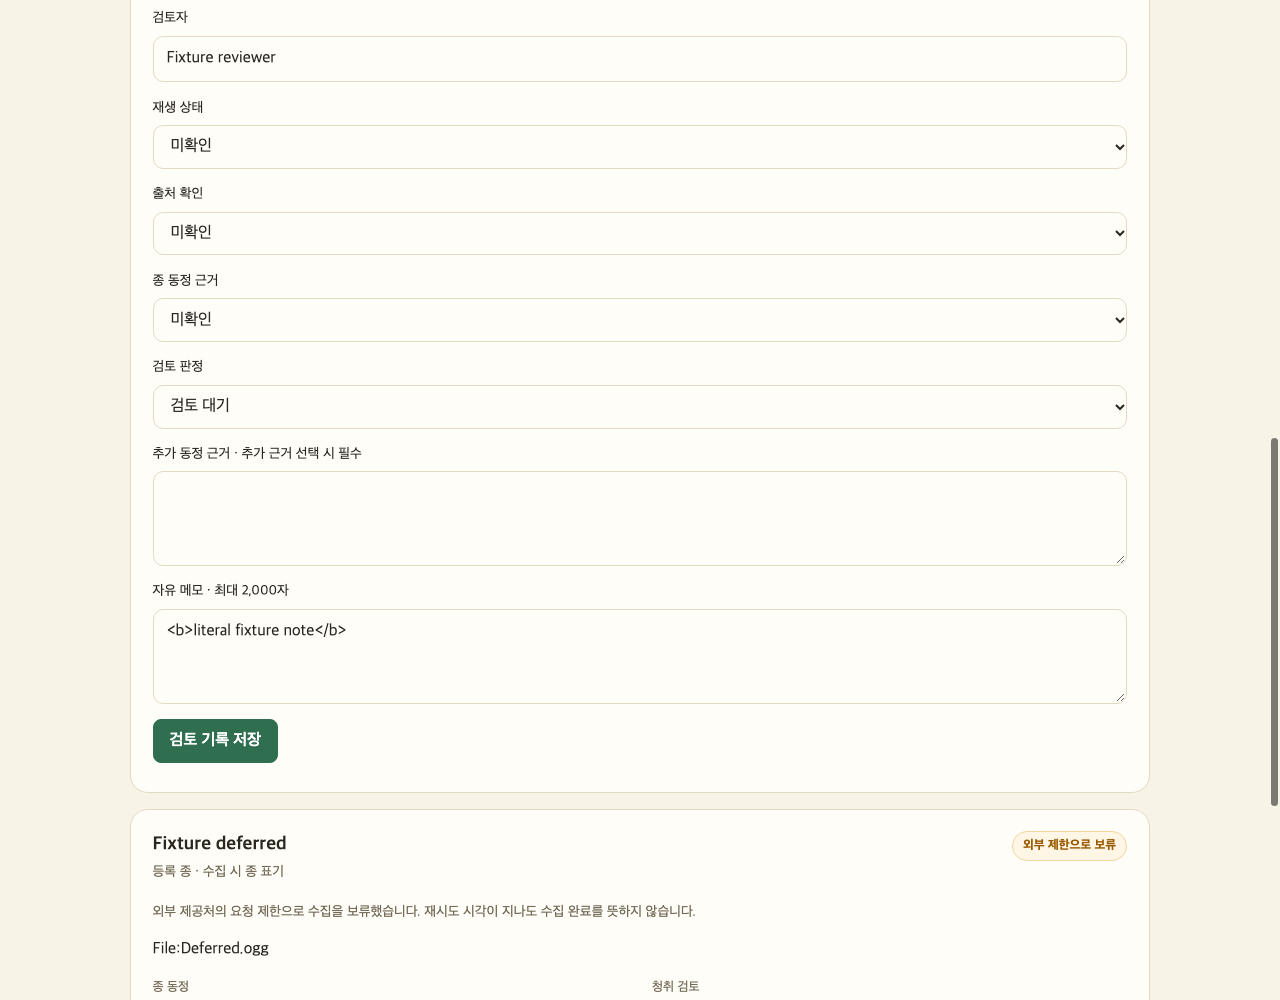 검토자
Fixture reviewer
재생 상태
미확인
출처 확인
미확인
종 동정 근거
미확인
검토 판정
검토 대기
추가 동정 근거 · 추가 근거 선택 시 필수
자유 메모 · 최대 2,000자
<b>literal fixture note</b>
검토 기록 저장
Fixture deferred
외부 제한으로 보류
등록 종 · 수집 시 종 표기
외부 제공처의 요청 제한으로 수집을 보류했습니다. 재시도 시각이 지나도 수집 완료를 뜻하지 않습니다.
File:Deferred.ogg
종 동정
청취 검토